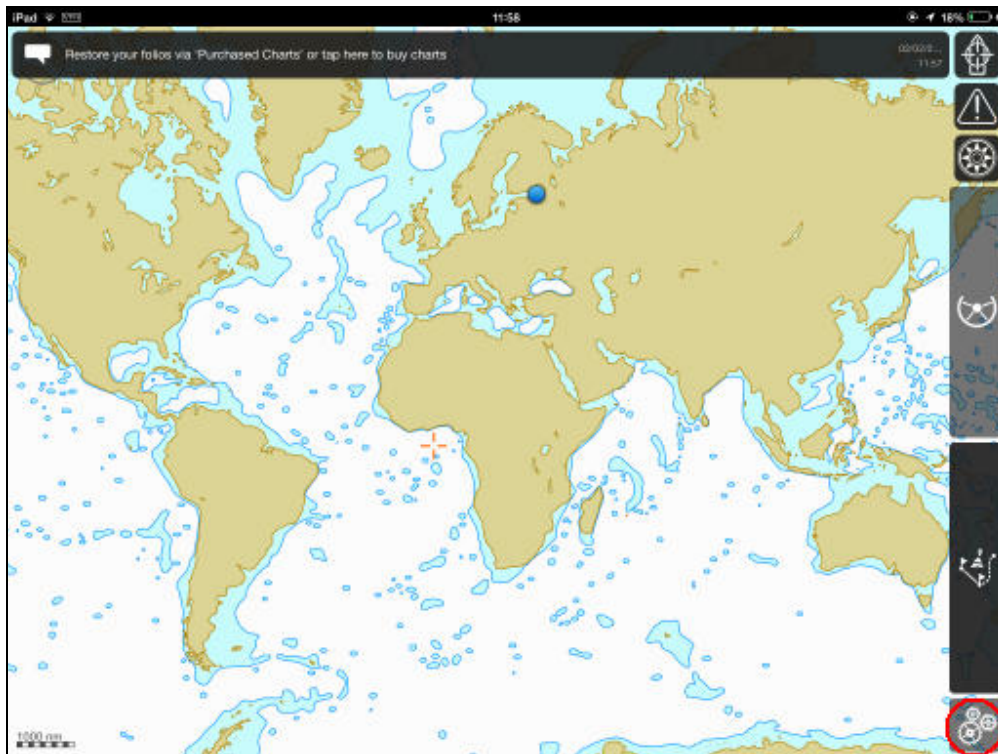 iPad
11:58
18%
Restore your folios via 'Purchased Charts' or tap here to buy charts
11:57
1000 nm